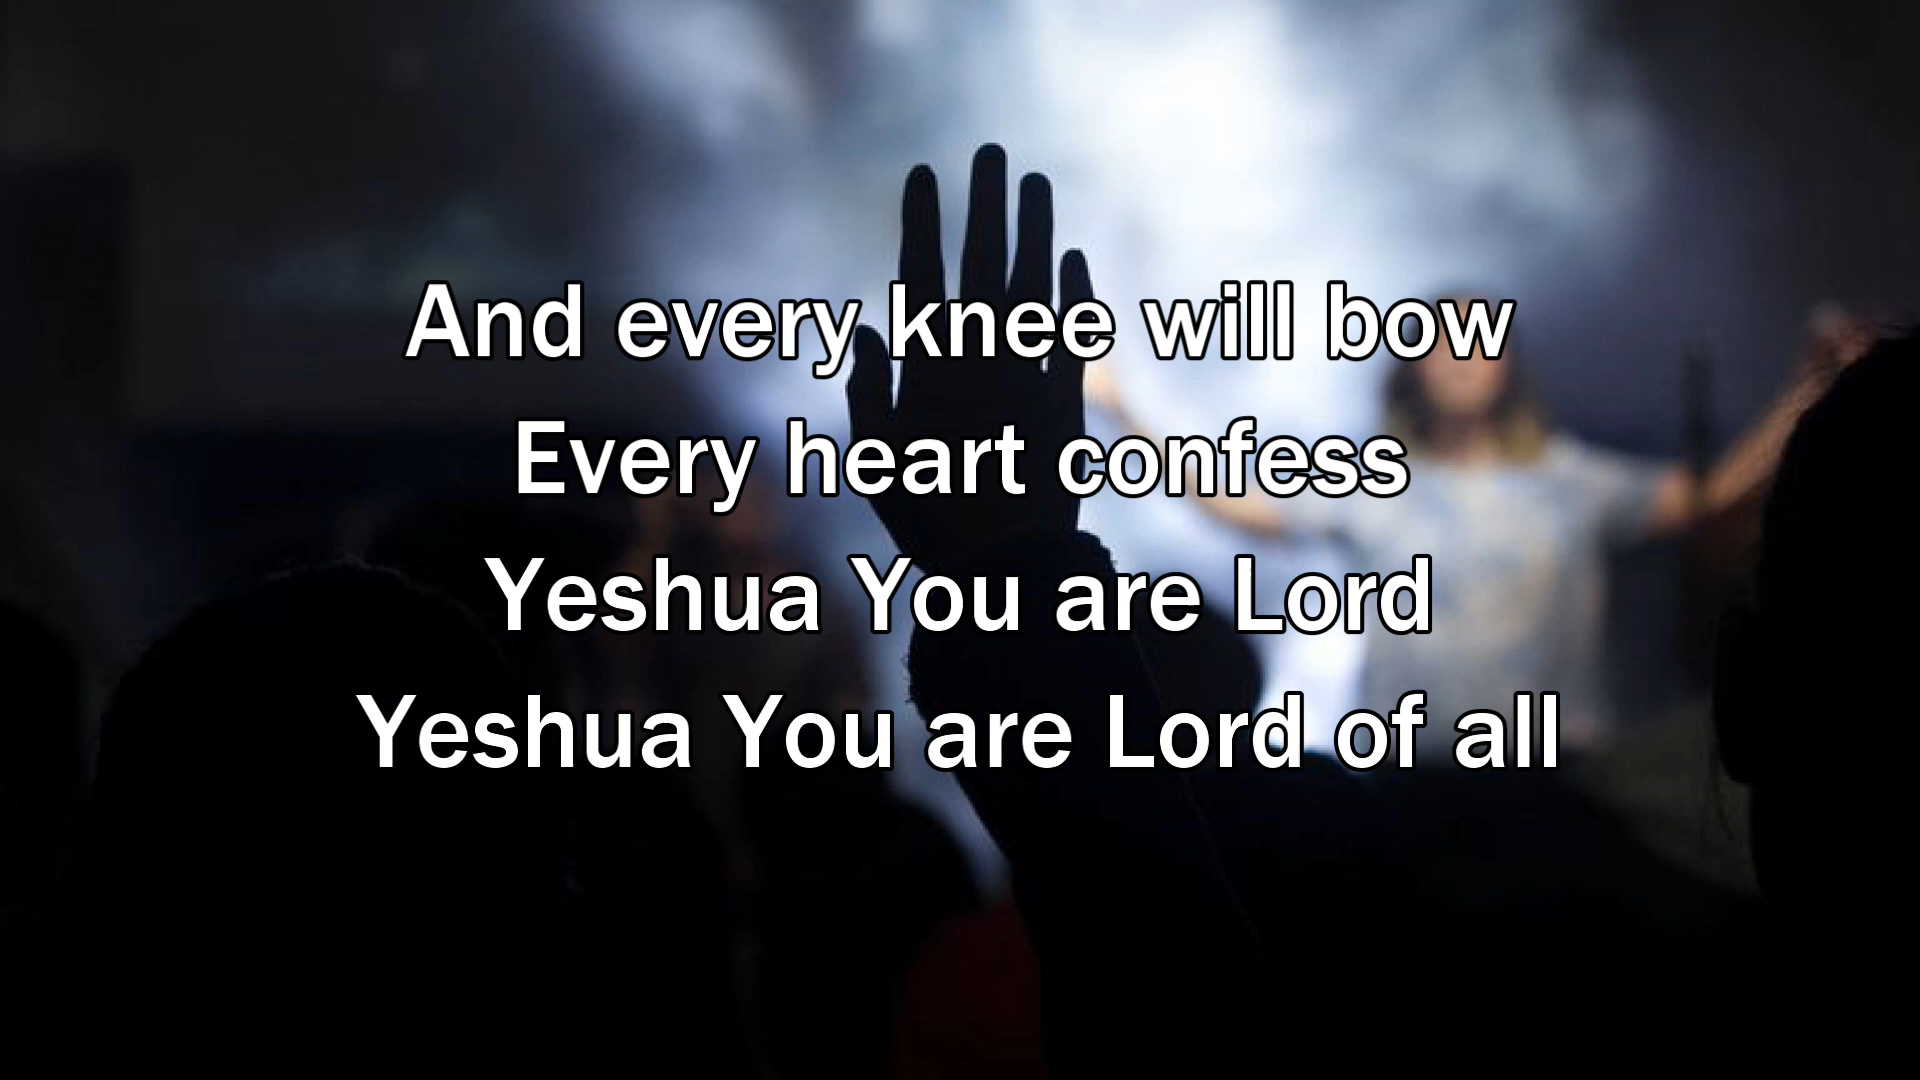 And every knee will bow
Every heart confess
Yeshua You are Lord
Yeshua You are Lord of all